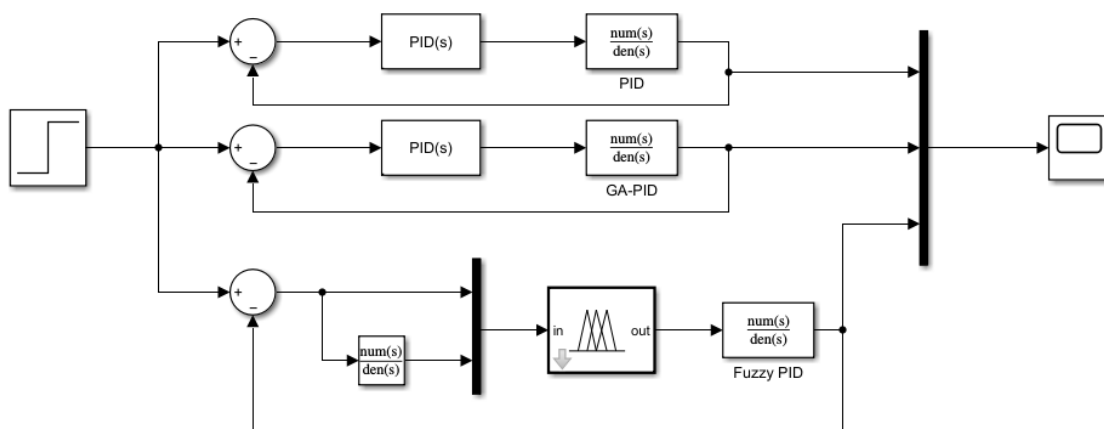 +
−
PID(s)
num(s)
den(s)
PID
+
−
PID(s)
num(s)
den(s)
GA-PID
+
−
num(s)
den(s)
in
out
num(s)
den(s)
Fuzzy PID